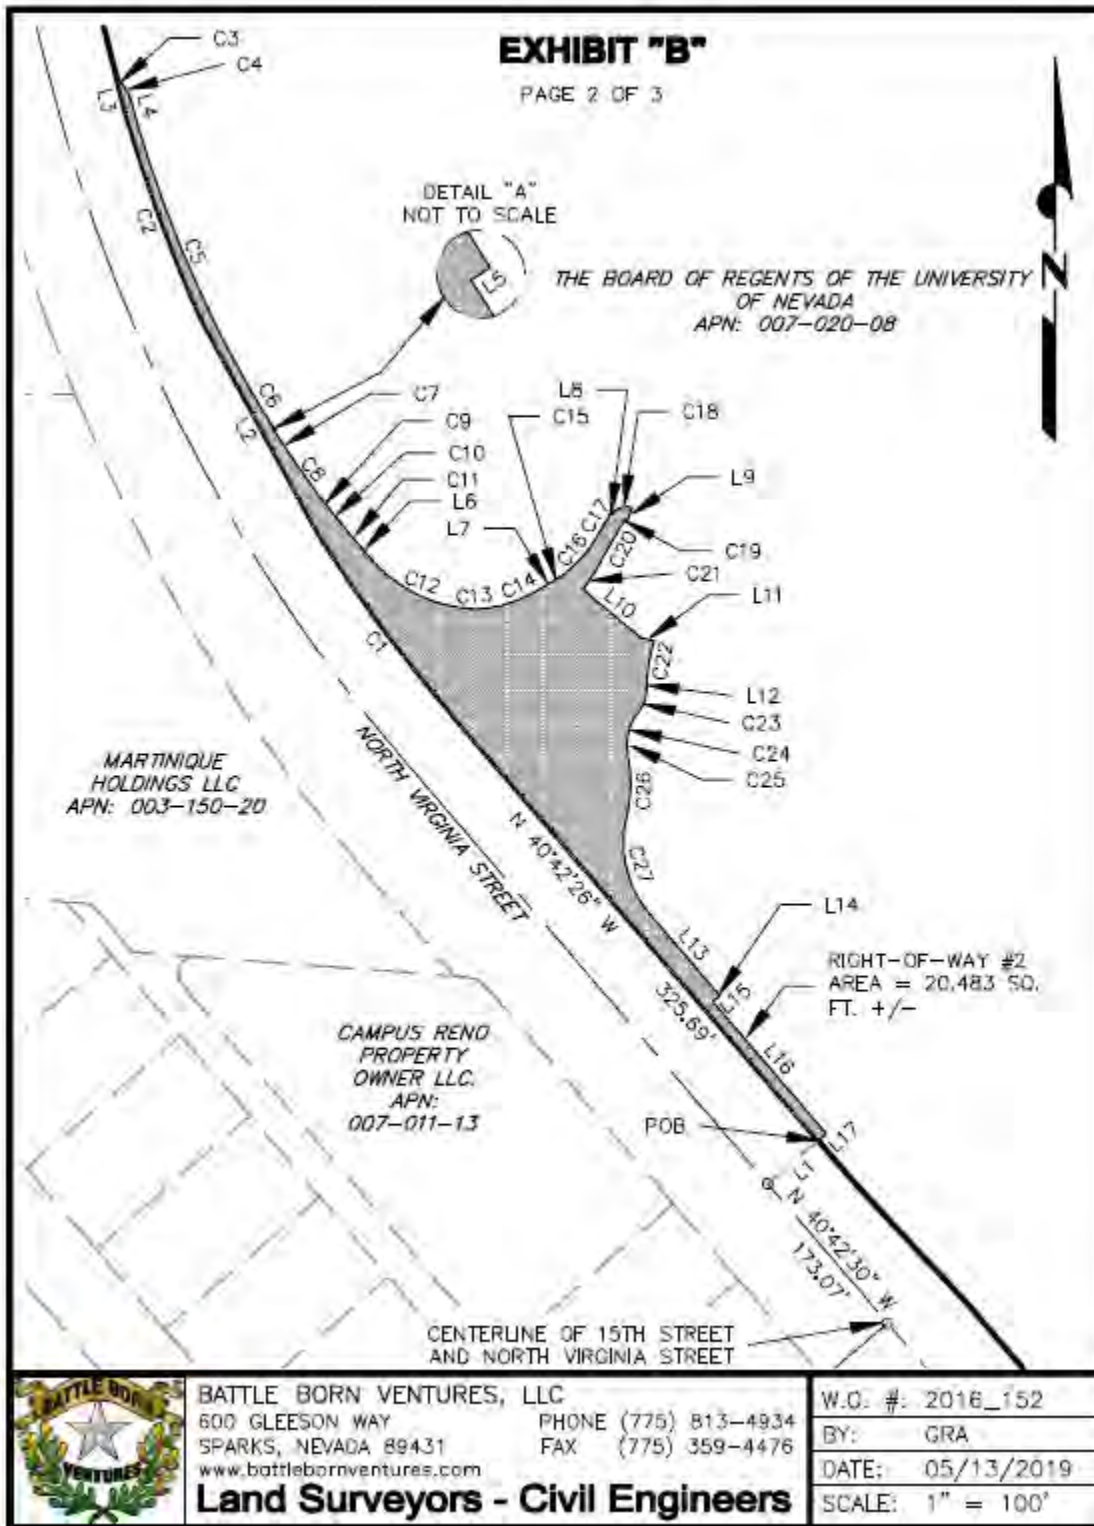 EXHIBIT "B"
PAGE 2 OF 3
C3
C4
L3
L4
C2
C5
DETAIL "A"
NOT TO SCALE
L5
THE BOARD OF REGENTS OF THE UNIVERSITY
OF NEVADA
APN: 007-020-08
N
C6
L2
C7
C8
C9
C10
C11
L6
L7
L8
C15
C18
L9
C17
C16
C20
C19
C21
L10
L11
C12
C13
C14
C1
C22
L12
C23
C24
C25
C26
C27
MARTINIQUE
HOLDINGS LLC
APN: 003-150-20
NORTH VIRGINIA STREET
N 40°42'26" W
325.69'
L13
L14
L15
L16
RIGHT-OF-WAY #2
AREA = 20,483 SQ.
FT. +/-
CAMPUS RENO
PROPERTY
OWNER LLC.
APN:
007-011-13
POB
L17
L1
N 40°42'30" W
173.07'
CENTERLINE OF 15TH STREET
AND NORTH VIRGINIA STREET
BATTLE BORN
VENTURES
BATTLE BORN VENTURES, LLC
600 GLEESON WAY PHONE (775) 813-4934
SPARKS, NEVADA 89431 FAX (775) 359-4476
www.battlebornventures.com
Land Surveyors - Civil Engineers
W.O. #: 2016_152
BY: GRA
DATE: 05/13/2019
SCALE: 1" = 100'